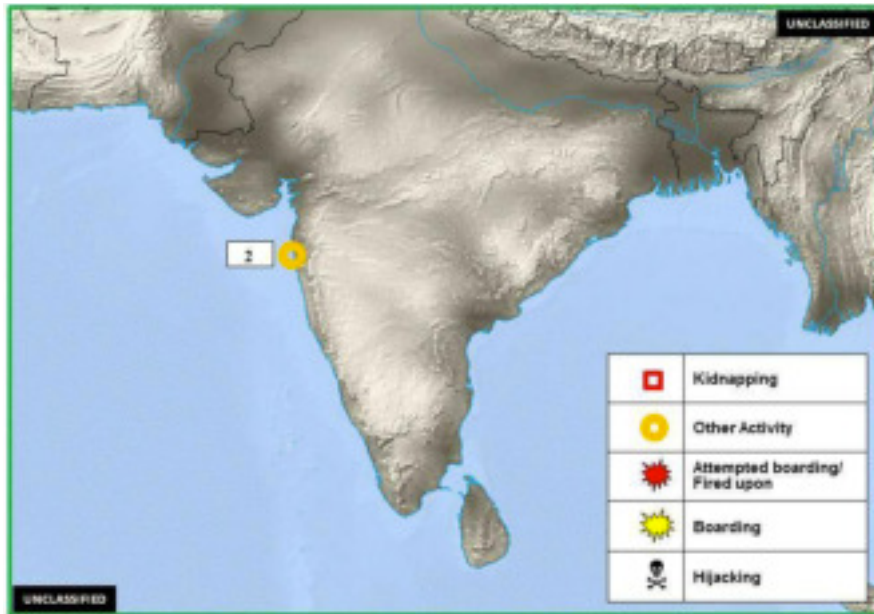 UNCLASSIFIED
2
Kidnapping
Other Activity
Attempted boarding/
Fired upon
Boarding
Hijacking
UNCLASSIFIED